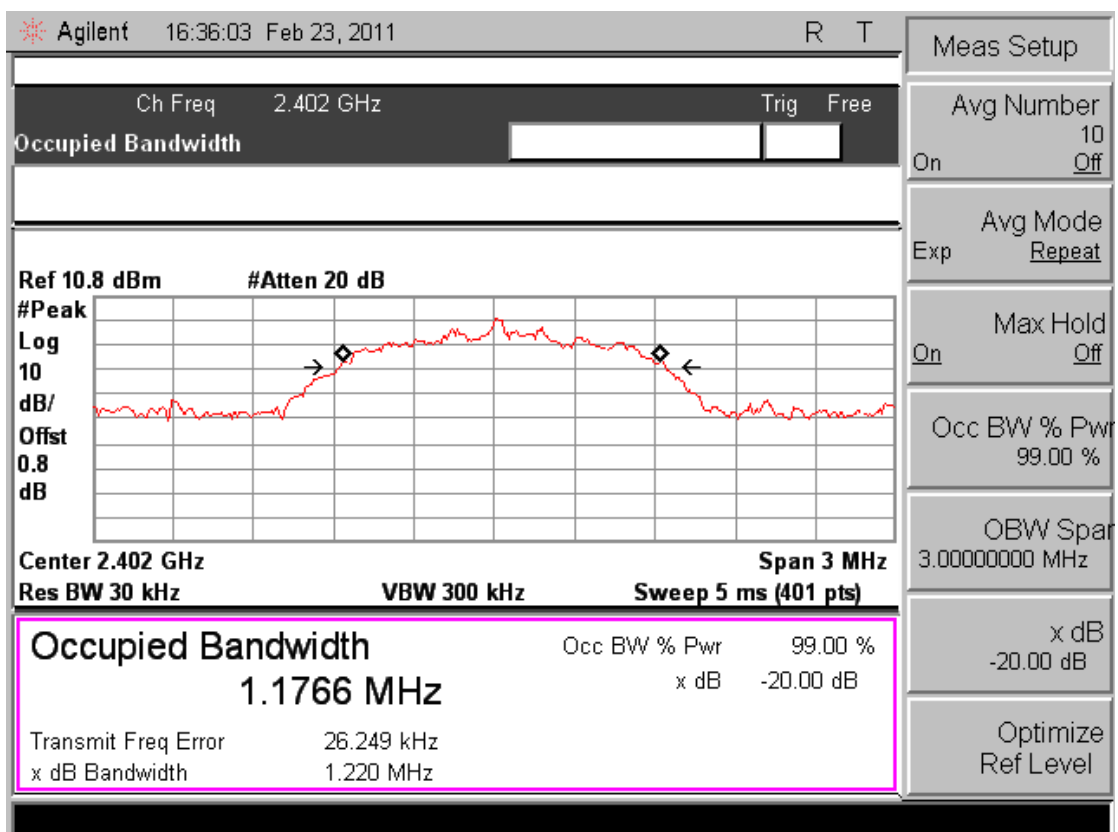 Agilent 16:36:03 Feb 23, 2011 R T
Ch Freq 2.402 GHz Trig Free
Occupied Bandwidth
Ref 10.8 dBm #Atten 20 dB
#Peak
Log
10
dB/
Offst
0.8
dB
Center 2.402 GHz Span 3 MHz
Res BW 30 kHz VBW 300 kHz Sweep 5 ms (401 pts)
Occupied Bandwidth
1.1766 MHz
Occ BW % Pwr 99.00 %
x dB -20.00 dB
Transmit Freq Error 26.249 kHz
x dB Bandwidth 1.220 MHz
Meas Setup
Avg Number
10
On Off
Avg Mode
Exp Repeat
Max Hold
On Off
Occ BW % Pwr
99.00 %
OBW Span
3.00000000 MHz
x dB
-20.00 dB
Optimize
Ref Level